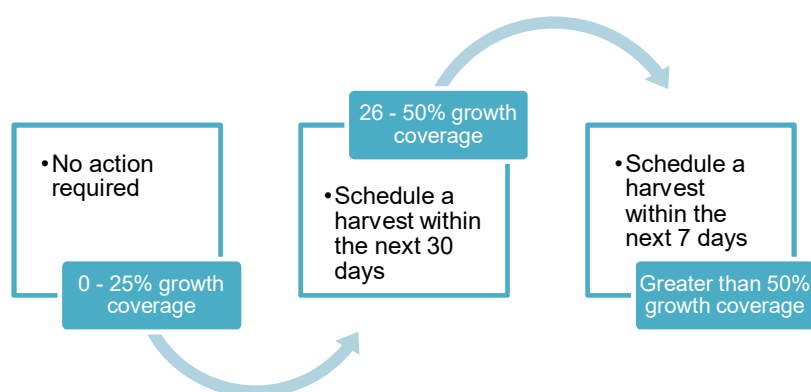 •No action
required
0 - 25% growth
coverage
26 - 50% growth
coverage
•Schedule a
harvest within
the next 30
days
•Schedule a
harvest
within the
next 7 days
Greater than 50%
growth coverage